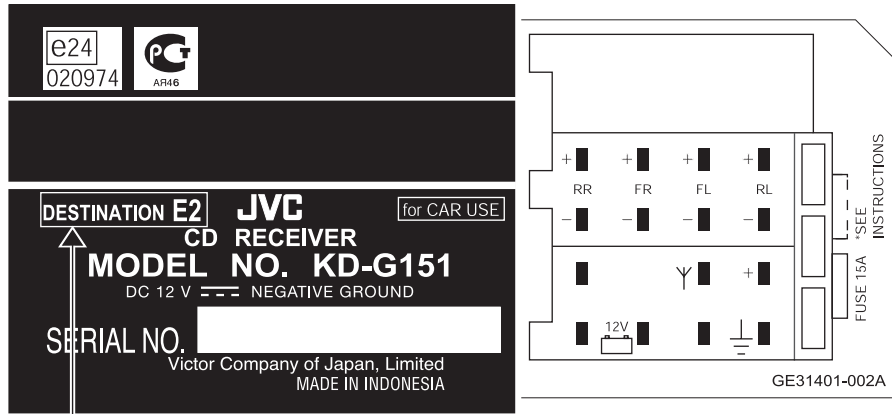 e24
020974
РСТ
АЯ46
DESTINATION E2
JVC
for CAR USE
CD RECEIVER
MODEL NO. KD-G151
DC 12 V NEGATIVE GROUND
SERIAL NO.
Victor Company of Japan, Limited
MADE IN INDONESIA
+ + + +
RR FR FL RL
– – – –
+
12V
*SEE INSTRUCTIONS
FUSE 15A
GE31401-002A